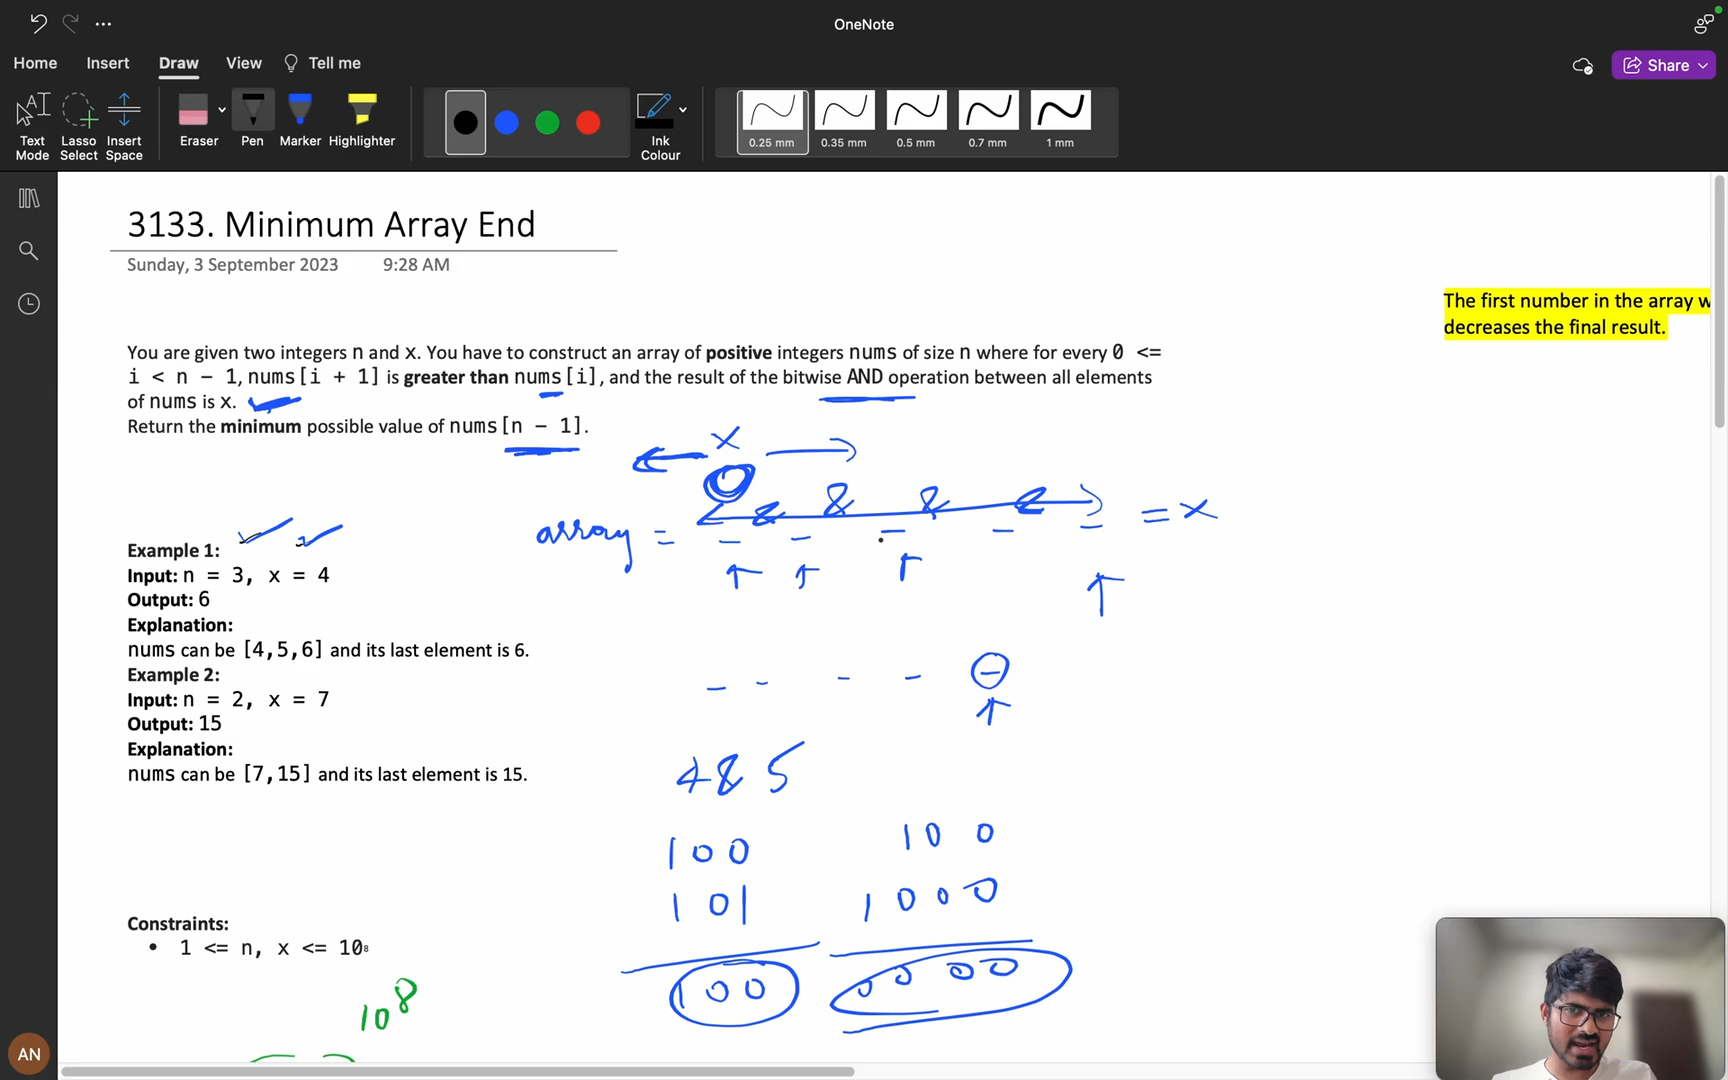 OneNote
Home Insert Draw View Tell me
Share
Text Mode
Lasso Select
Insert Space
Eraser
Pen
Marker
Highlighter
Ink Colour
0.25 mm
0.35 mm
0.5 mm
0.7 mm
1 mm
3133. Minimum Array End
Sunday, 3 September 2023 9:28 AM
The first number in the array
decreases the final result.
You are given two integers n and x. You have to construct an array of positive integers nums of size n where for every 0 <=
i < n - 1, nums[i + 1] is greater than nums[i], and the result of the bitwise AND operation between all elements
of nums is x.
Return the minimum possible value of nums[n - 1].
x
& & & &
array = = x
Example 1:
Input: n = 3, x = 4
Output: 6
Explanation:
nums can be [4,5,6] and its last element is 6.
Example 2:
Input: n = 2, x = 7
Output: 15
Explanation:
nums can be [7,15] and its last element is 15.
4 & 5
100 100
101 1000
100 0000
Constraints:
• 1 <= n, x <= 10⁸
10⁸
AN